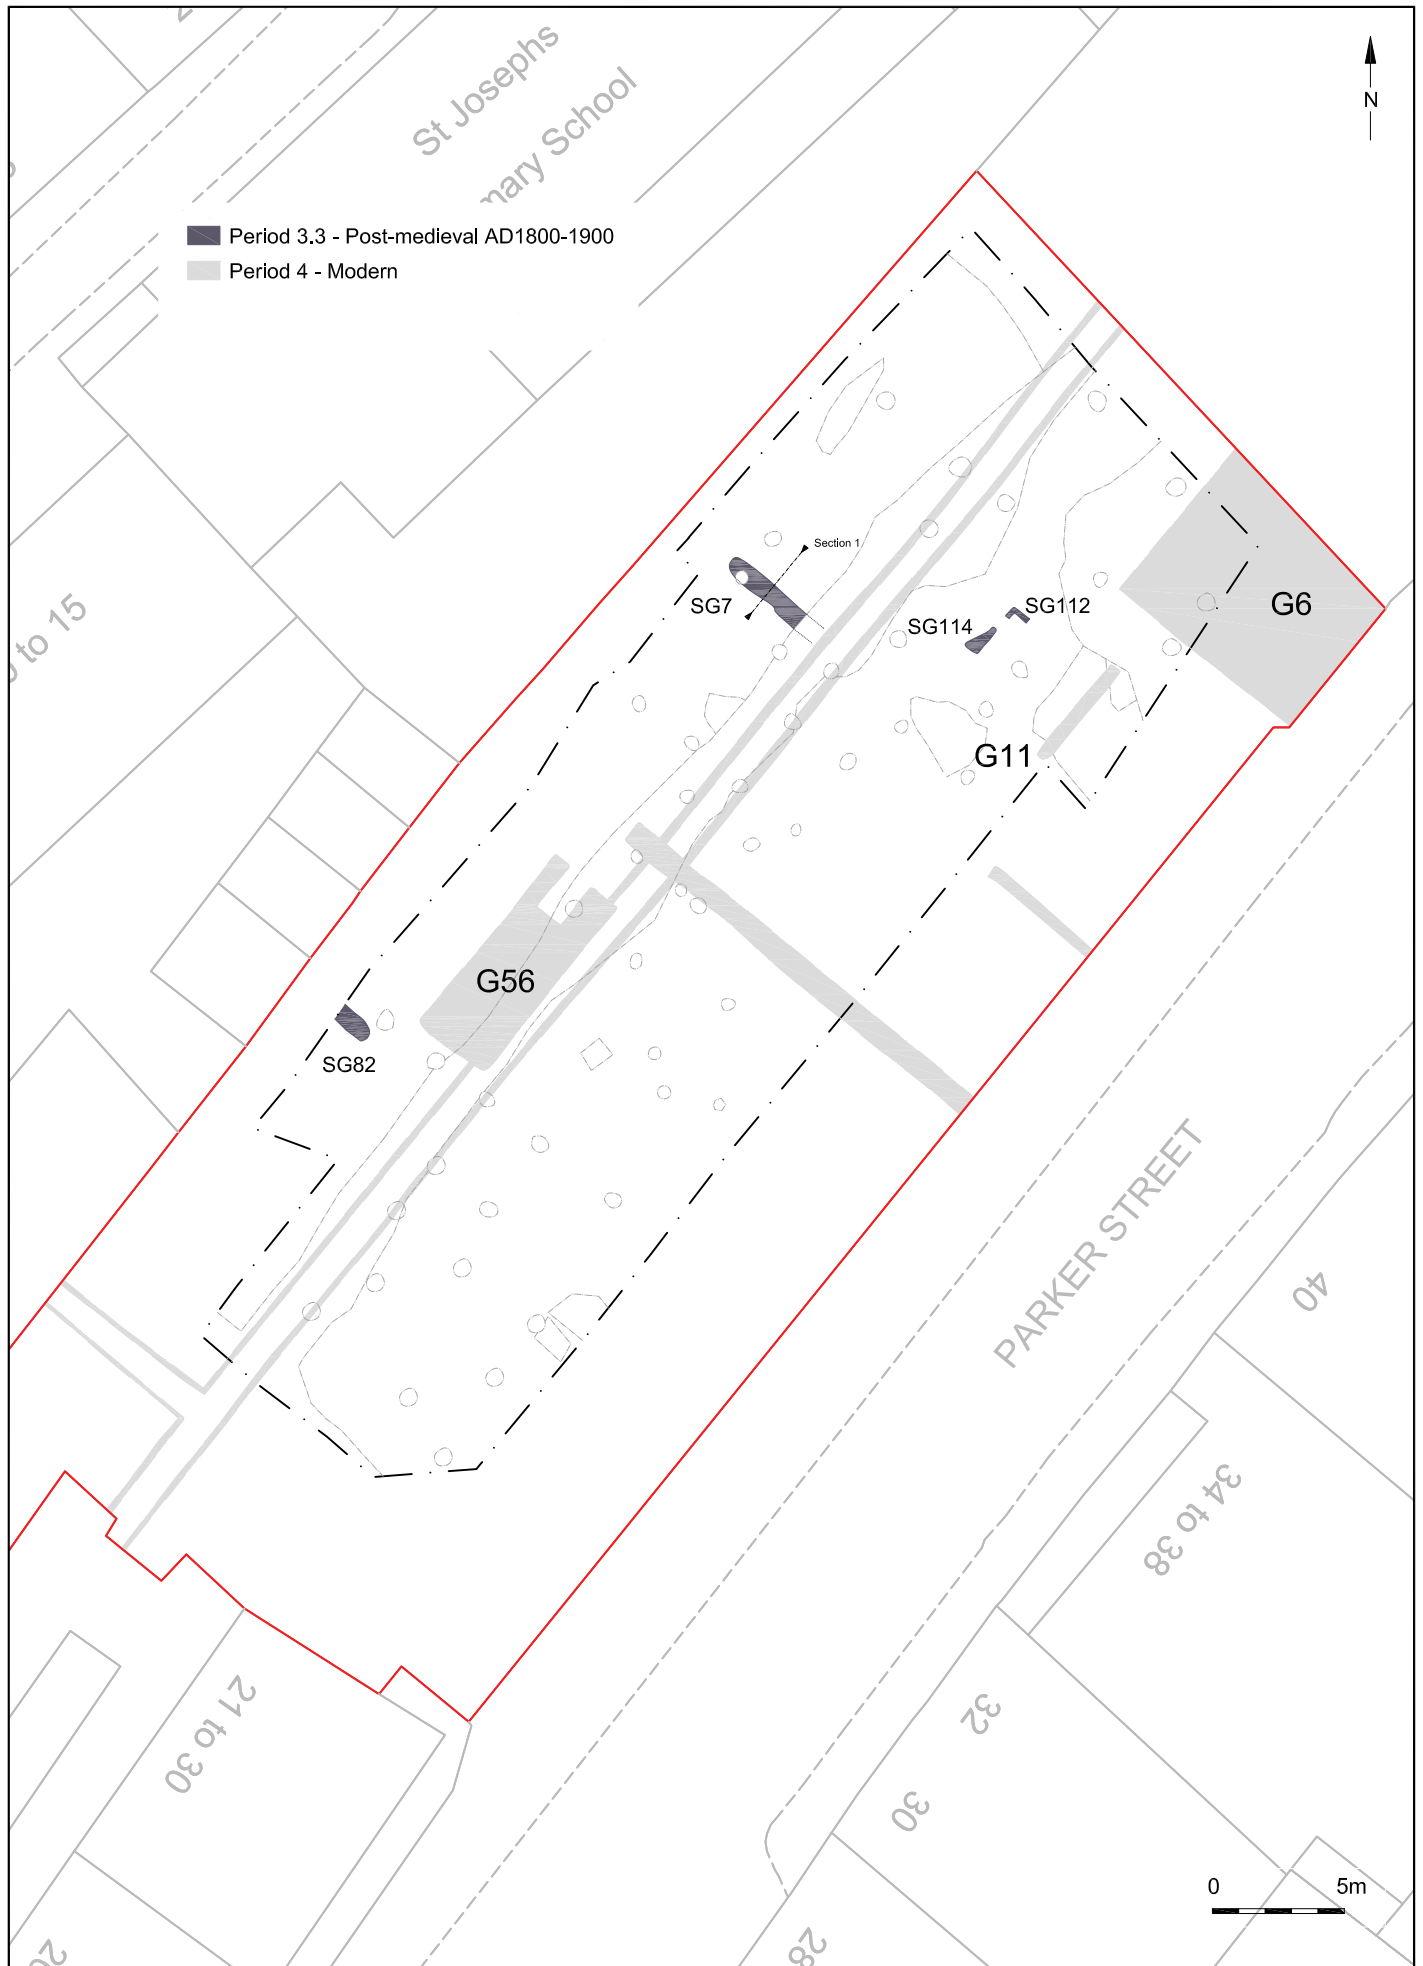 St Josephs
mary School
N
Period 3.3 - Post-medieval AD1800-1900
Period 4 - Modern
Section 1
SG7
SG112
SG114
G6
to 15
G11
G56
SG82
PARKER STREET
40
34 to 38
21 to 30
32
30
28
20
0 5m